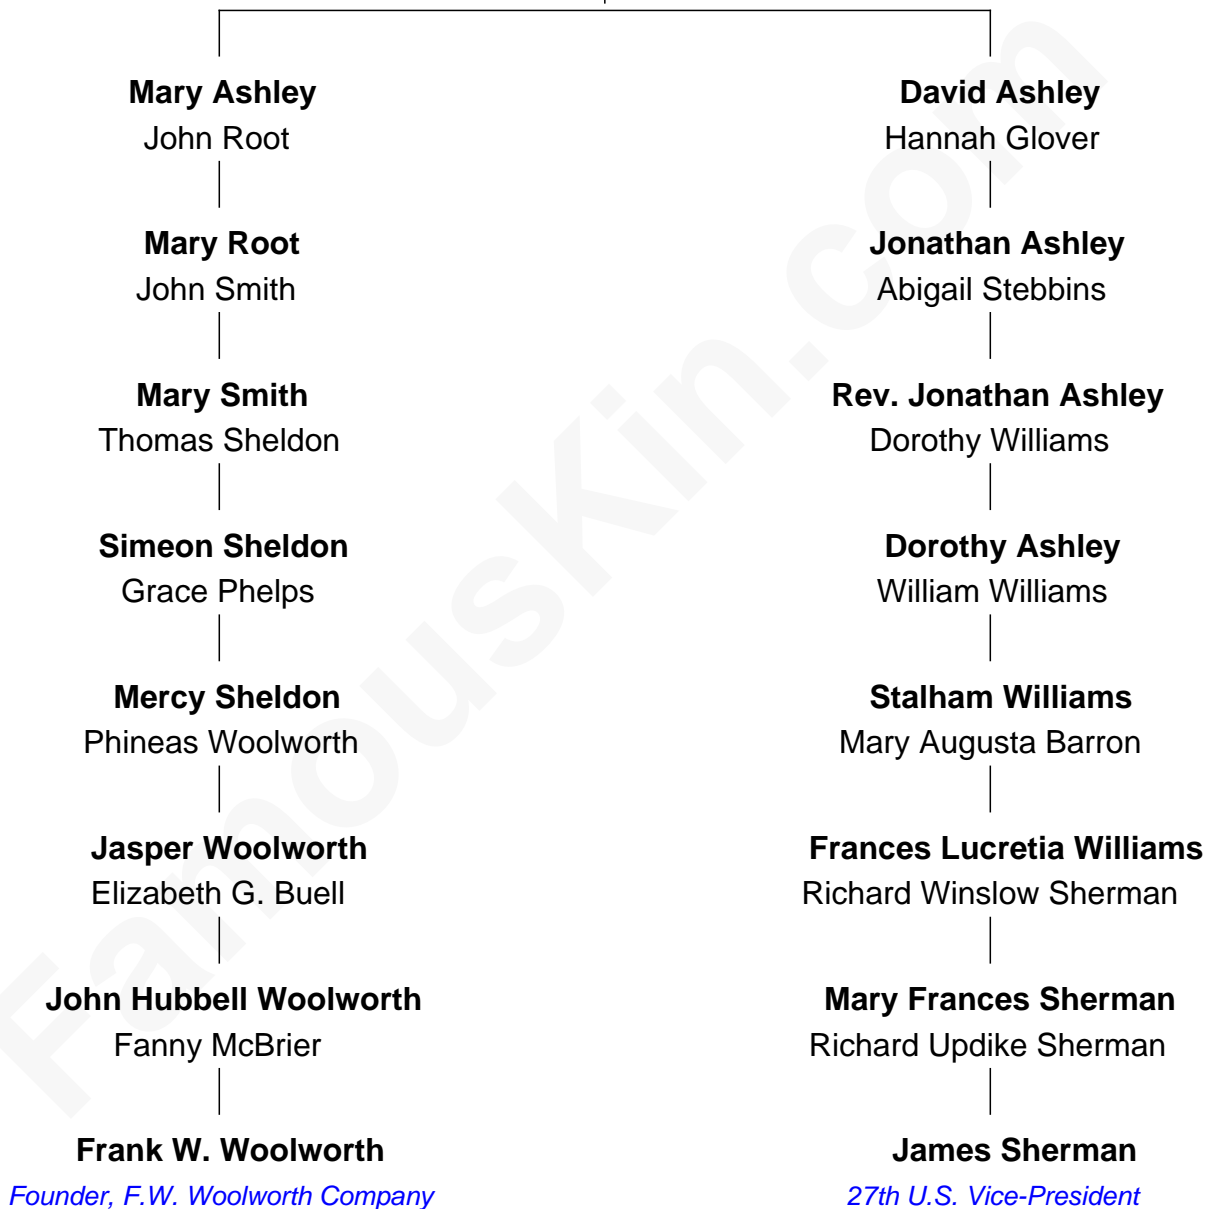 Mary Ashley
John Root
Mary Root
John Smith
Mary Smith
Thomas Sheldon
Simeon Sheldon
Grace Phelps
Mercy Sheldon
Phineas Woolworth
Jasper Woolworth
Elizabeth G. Buell
John Hubbell Woolworth
Fanny McBrier
Frank W. Woolworth
Founder, F.W. Woolworth Company
David Ashley
Hannah Glover
Jonathan Ashley
Abigail Stebbins
Rev. Jonathan Ashley
Dorothy Williams
Dorothy Ashley
William Williams
Stalham Williams
Mary Augusta Barron
Frances Lucretia Williams
Richard Winslow Sherman
Mary Frances Sherman
Richard Updike Sherman
James Sherman
27th U.S. Vice-President
FamousKin.com